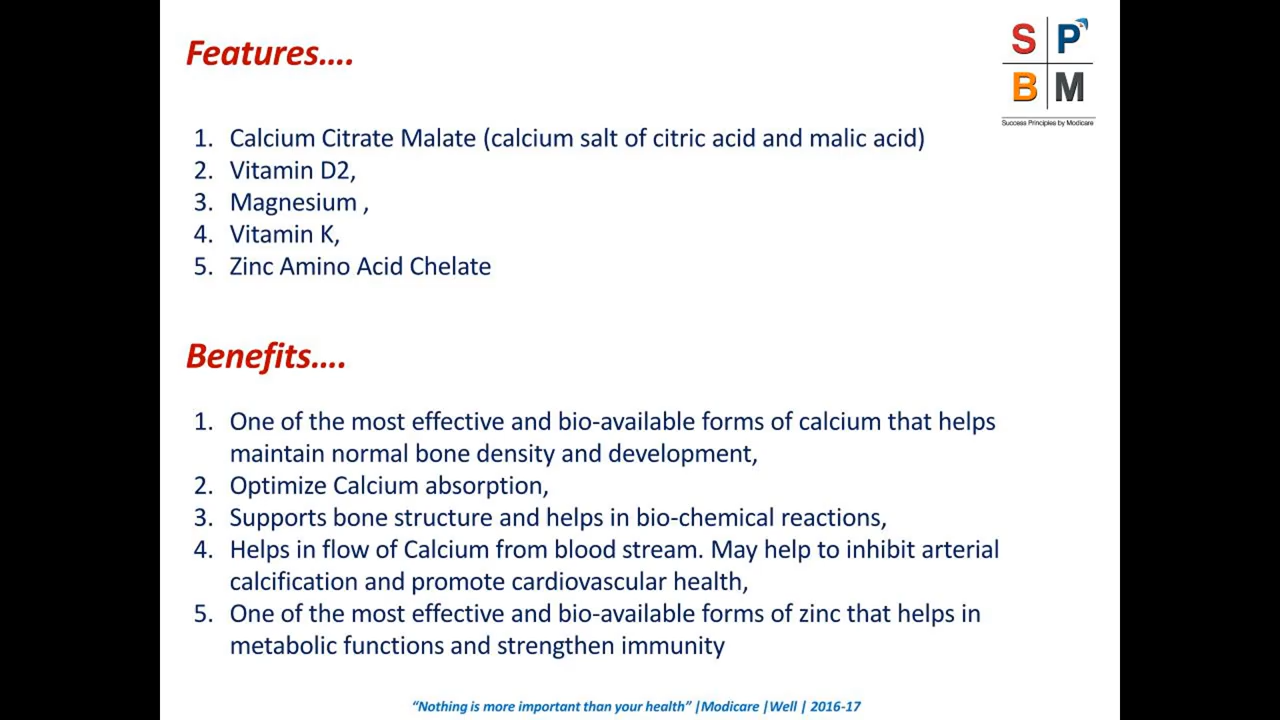 Features....
S P
B M
Success Principles by Modicare
1. Calcium Citrate Malate (calcium salt of citric acid and malic acid)
2. Vitamin D2,
3. Magnesium ,
4. Vitamin K,
5. Zinc Amino Acid Chelate
Benefits....
1. One of the most effective and bio-available forms of calcium that helps
maintain normal bone density and development,
2. Optimize Calcium absorption,
3. Supports bone structure and helps in bio-chemical reactions,
4. Helps in flow of Calcium from blood stream. May help to inhibit arterial
calcification and promote cardiovascular health,
5. One of the most effective and bio-available forms of zinc that helps in
metabolic functions and strengthen immunity
“Nothing is more important than your health” |Modicare |Well | 2016-17